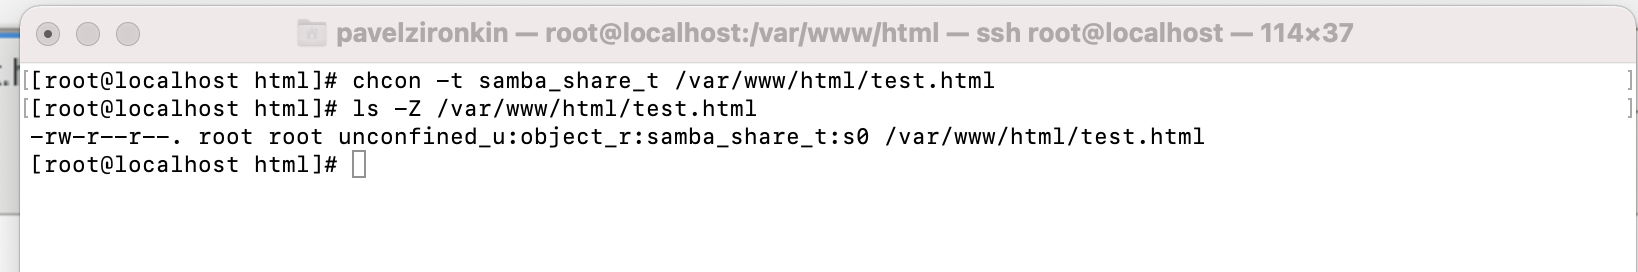 pavelzironkin — root@localhost:/var/www/html — ssh root@localhost — 114×37
[[root@localhost html]# chcon -t samba_share_t /var/www/html/test.html ]
[[root@localhost html]# ls -Z /var/www/html/test.html ]
-rw-r--r--. root root unconfined_u:object_r:samba_share_t:s0 /var/www/html/test.html
[root@localhost html]#